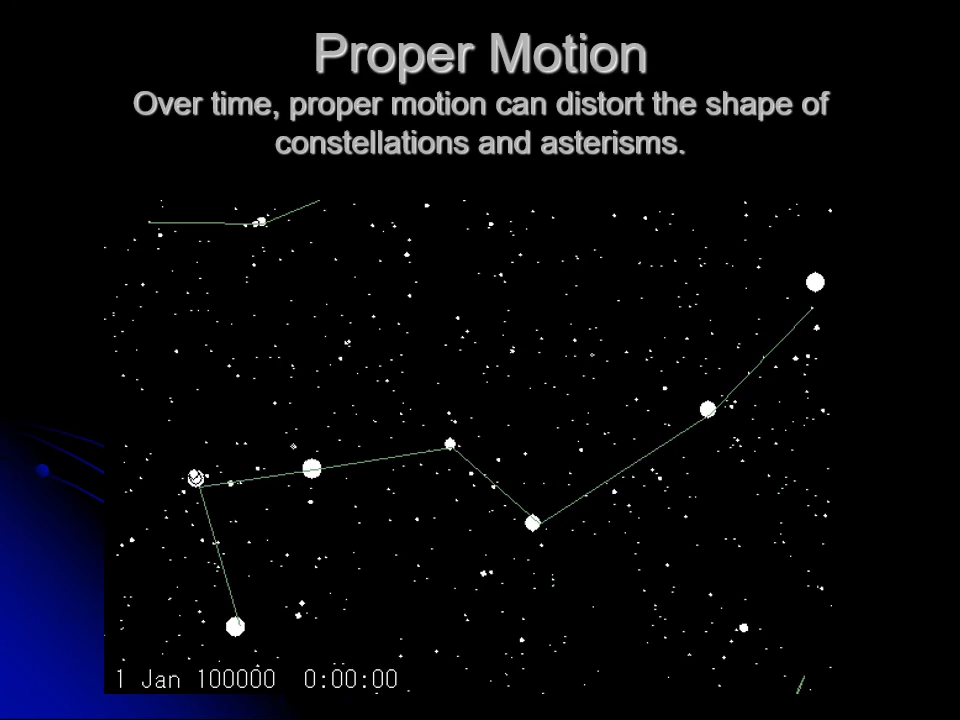 Proper Motion
Over time, proper motion can distort the shape of
constellations and asterisms.
1 Jan 100000 0:00:00